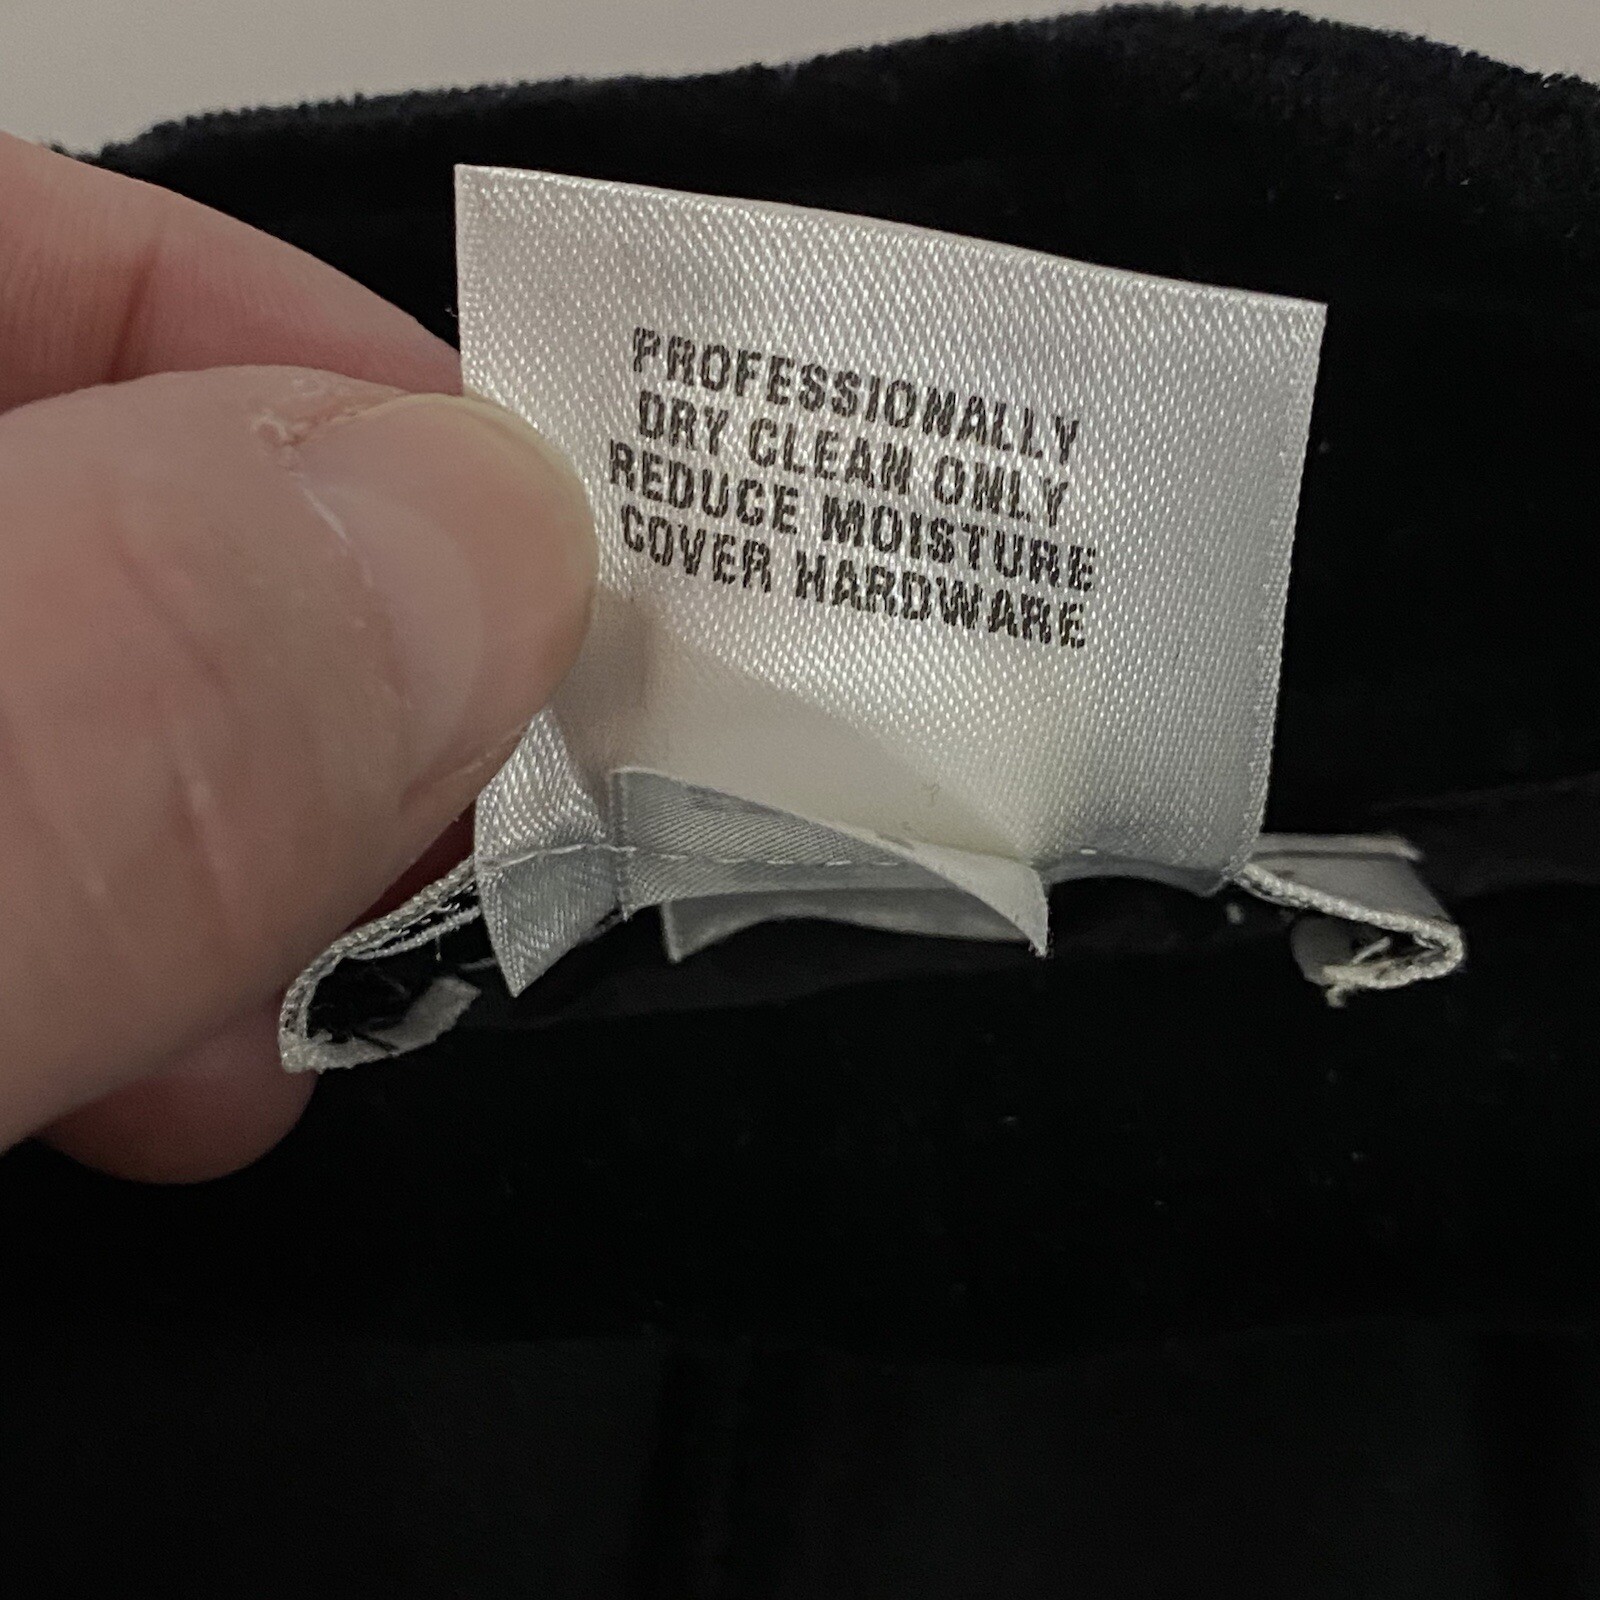 PROFESSIONALLY
DRY CLEAN ONLY
REDUCE MOISTURE
COVER HARDWARE